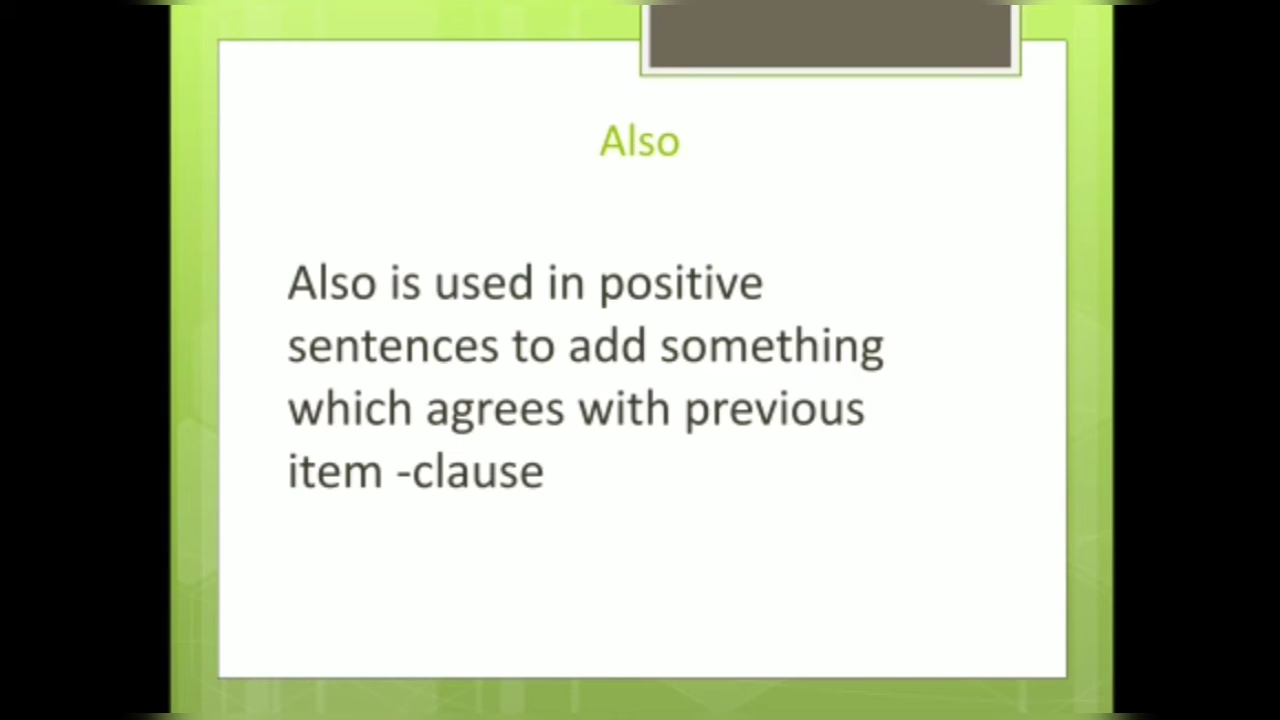 Also
Also is used in positive
sentences to add something
which agrees with previous
item -clause